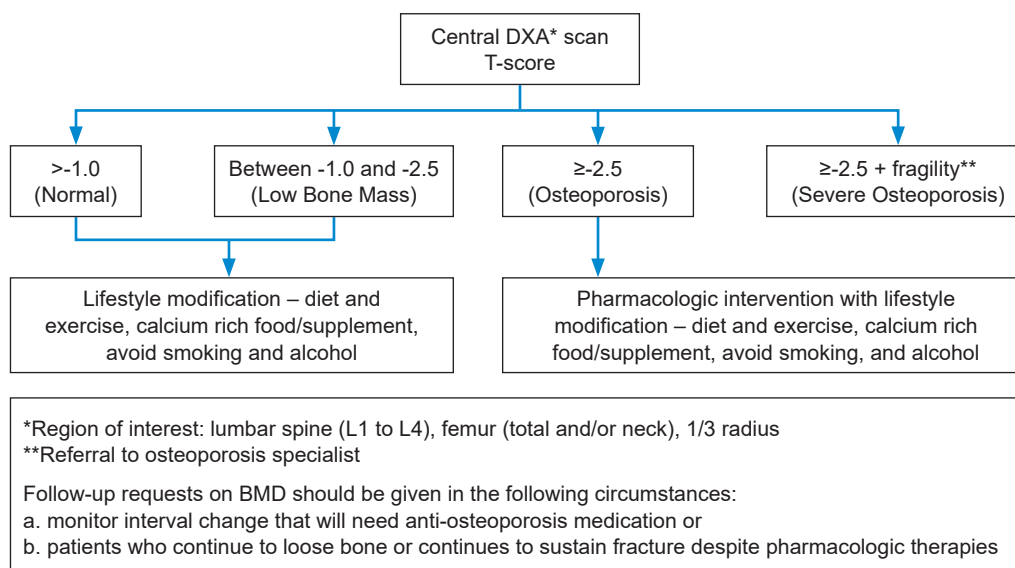 Central DXA* scan
T-score
>-1.0
(Normal)
Between -1.0 and -2.5
(Low Bone Mass)
≥-2.5
(Osteoporosis)
≥-2.5 + fragility**
(Severe Osteoporosis)
Lifestyle modification – diet and
exercise, calcium rich food/supplement,
avoid smoking and alcohol
Pharmacologic intervention with lifestyle
modification – diet and exercise, calcium rich
food/supplement, avoid smoking, and alcohol
*Region of interest: lumbar spine (L1 to L4), femur (total and/or neck), 1/3 radius
**Referral to osteoporosis specialist
Follow-up requests on BMD should be given in the following circumstances:
a. monitor interval change that will need anti-osteoporosis medication or
b. patients who continue to loose bone or continues to sustain fracture despite pharmacologic therapies